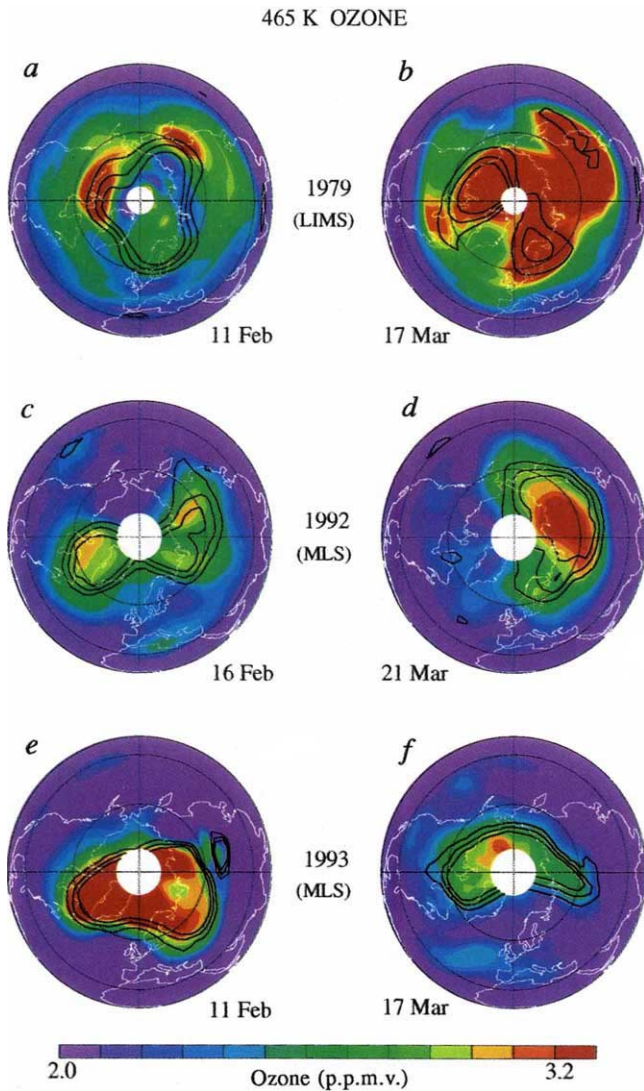 465 K OZONE
a
b
1979
(LIMS)
11 Feb
17 Mar
c
d
1992
(MLS)
16 Feb
21 Mar
e
f
1993
(MLS)
11 Feb
17 Mar
2.0
Ozone (p.p.m.v.)
3.2